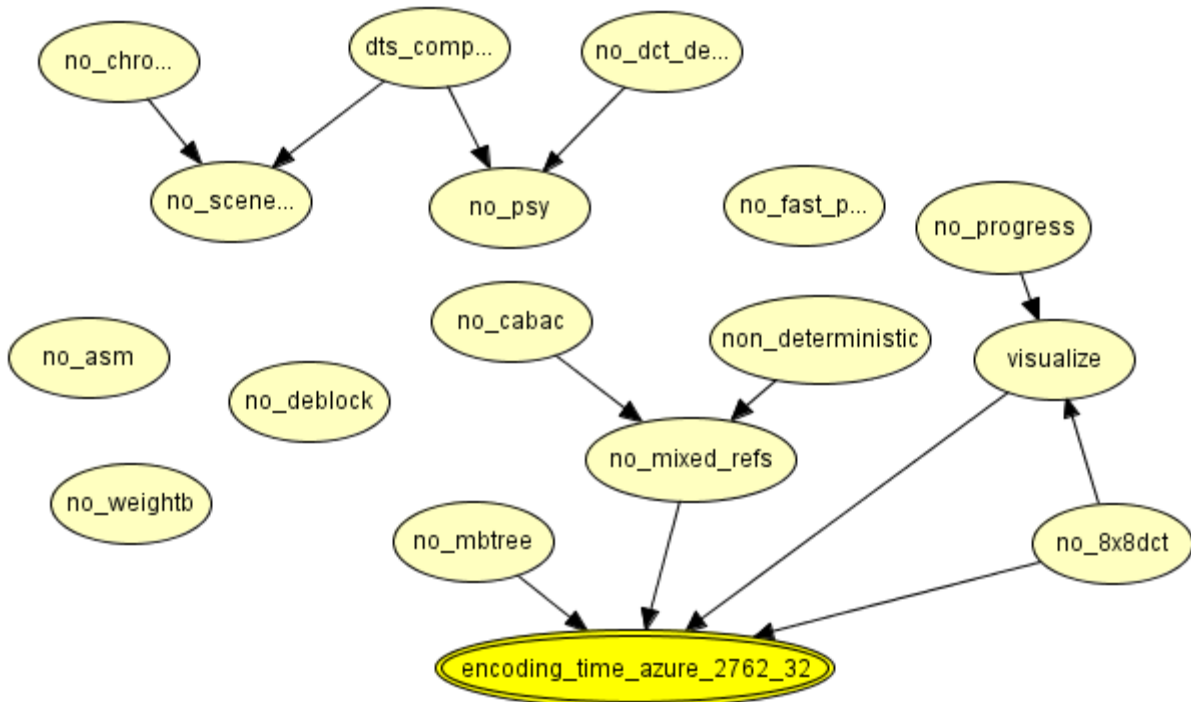 no_chro...
dts_comp...
no_dct_de...
no_scene...
no_psy
no_fast_p...
no_progress
no_cabac
non_deterministic
visualize
no_asm
no_deblock
no_mixed_refs
no_weightb
no_mbtree
no_8x8dct
encoding_time_azure_2762_32